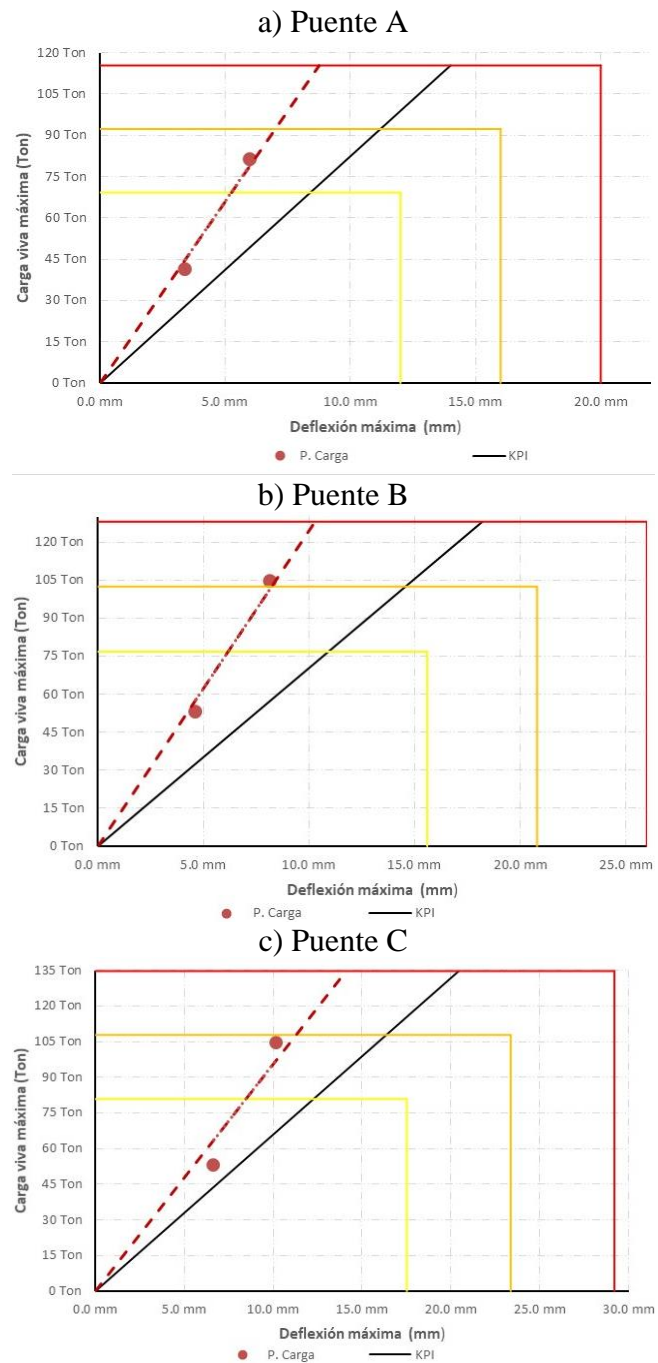 a) Puente A
120 Ton
105 Ton
90 Ton
75 Ton
45 Ton
30 Ton
15 Ton
0 Ton
Carga viva máxima (Ton)
0.0 mm 5.0 mm 10.0 mm 15.0 mm 20.0 mm
Deflexión máxima (mm)
P. Carga KPI
b) Puente B
120 Ton
105 Ton
90 Ton
75 Ton
60 Ton
45 Ton
30 Ton
15 Ton
0 Ton
Carga viva máxima (Ton)
0.0 mm 5.0 mm 10.0 mm 15.0 mm 20.0 mm 25.0 mm
Deflexión máxima (mm)
P. Carga KPI
c) Puente C
135 Ton
120 Ton
105 Ton
90 Ton
75 Ton
60 Ton
45 Ton
30 Ton
15 Ton
0 Ton
Carga viva máxima (Ton)
0.0 mm 5.0 mm 10.0 mm 15.0 mm 20.0 mm 25.0 mm 30.0 mm
Deflexión máxima (mm)
P. Carga KPI